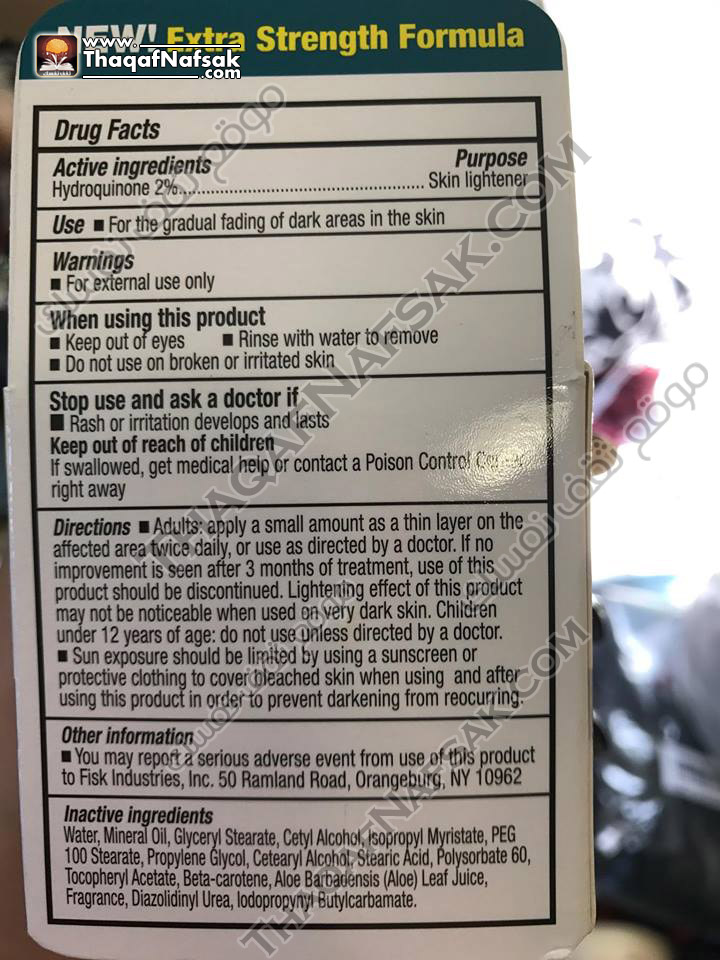 NEW! Extra Strength Formula
www.
ThaqafNafsak
.com
ثقف نفسك
Drug Facts
Active ingredients Purpose
Hydroquinone 2%.................................................. Skin lightener
Use ■ For the gradual fading of dark areas in the skin
Warnings
■ For external use only
When using this product
■ Keep out of eyes ■ Rinse with water to remove
■ Do not use on broken or irritated skin
Stop use and ask a doctor if
■ Rash or irritation develops and lasts
Keep out of reach of children
If swallowed, get medical help or contact a Poison Control
right away
Directions ■ Adults: apply a small amount as a thin layer on the
affected area twice daily, or use as directed by a doctor. If no
improvement is seen after 3 months of treatment, use of this
product should be discontinued. Lightening effect of this product
may not be noticeable when used on very dark skin. Children
under 12 years of age: do not use unless directed by a doctor.
■ Sun exposure should be limited by using a sunscreen or
protective clothing to cover bleached skin when using and after
using this product in order to prevent darkening from reocurring.
Other information
■ You may report a serious adverse event from use of this product
to Fisk Industries, Inc. 50 Ramland Road, Orangeburg, NY 10962
Inactive ingredients
Water, Mineral Oil, Glyceryl Stearate, Cetyl Alcohol, Isopropyl Myristate, PEG
100 Stearate, Propylene Glycol, Cetearyl Alcohol, Stearic Acid, Polysorbate 60,
Tocopheryl Acetate, Beta-carotene, Aloe Barbadensis (Aloe) Leaf Juice,
Fragrance, Diazolidinyl Urea, Iodopropynyl Butylcarbamate.
موقع ثقف نفسك
THAQAFNAFSAK.COM
موقع ثقف نفسك
موقع ثقف نفسك
THAQAFNAFSAK.COM